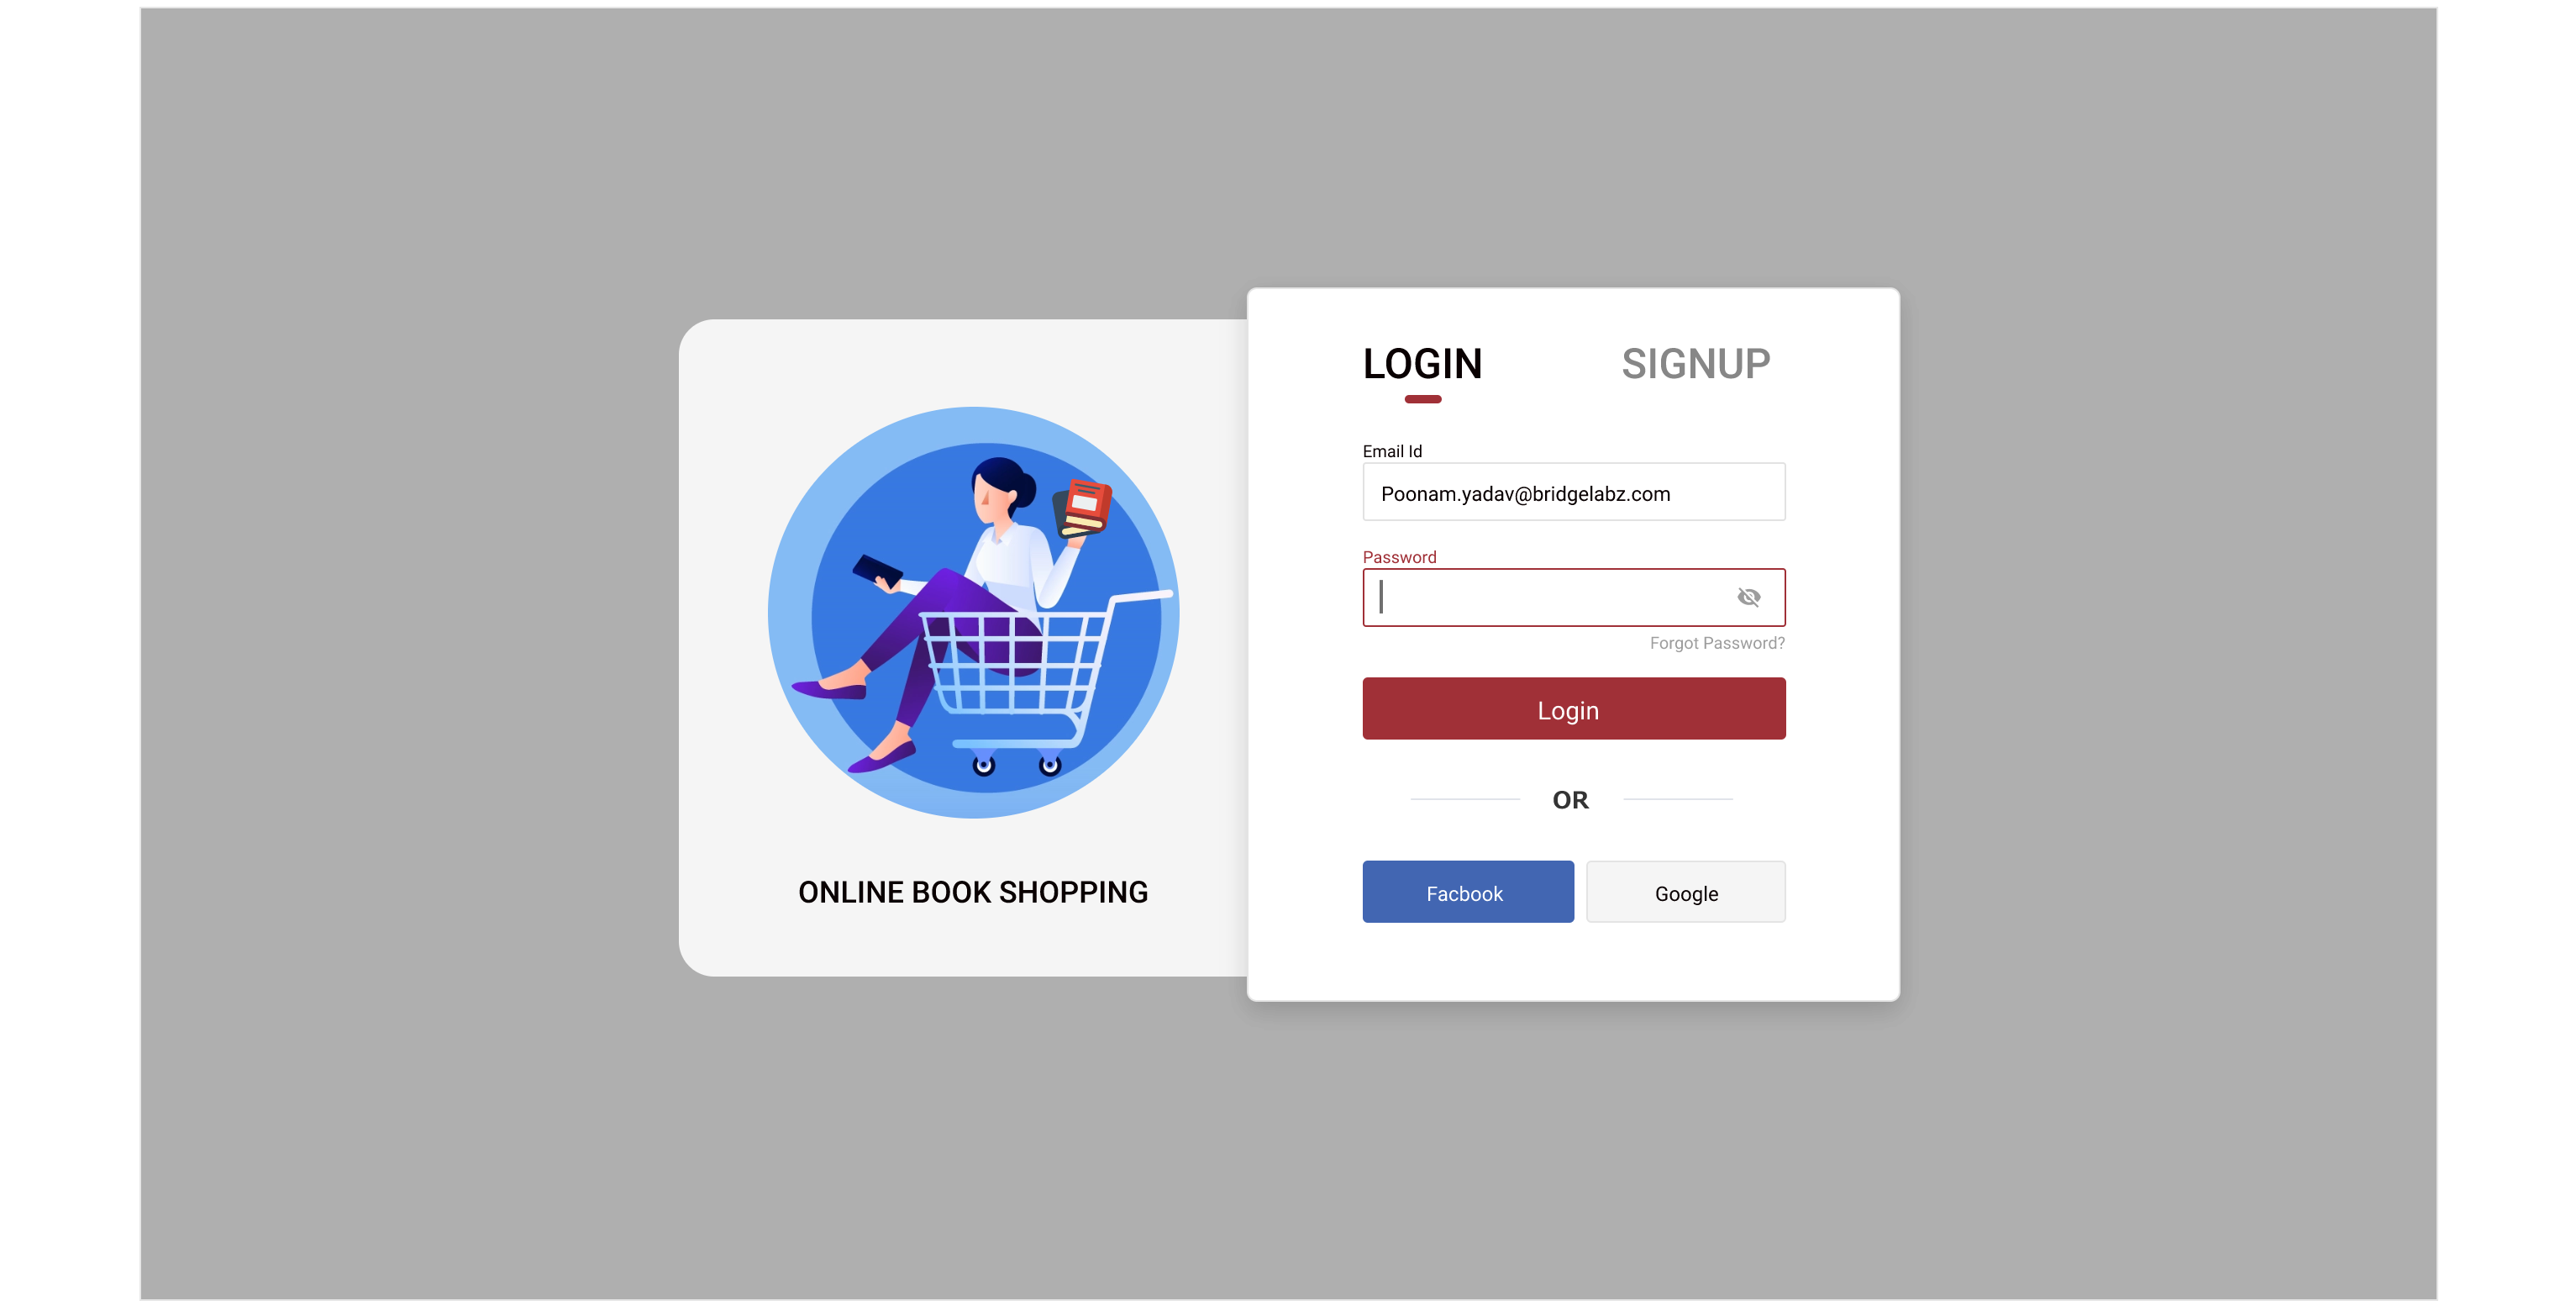 LOGIN SIGNUP
Email Id
Poonam.yadav@bridgelabz.com
Password
Forgot Password?
Login
OR
Facbook Google
ONLINE BOOK SHOPPING